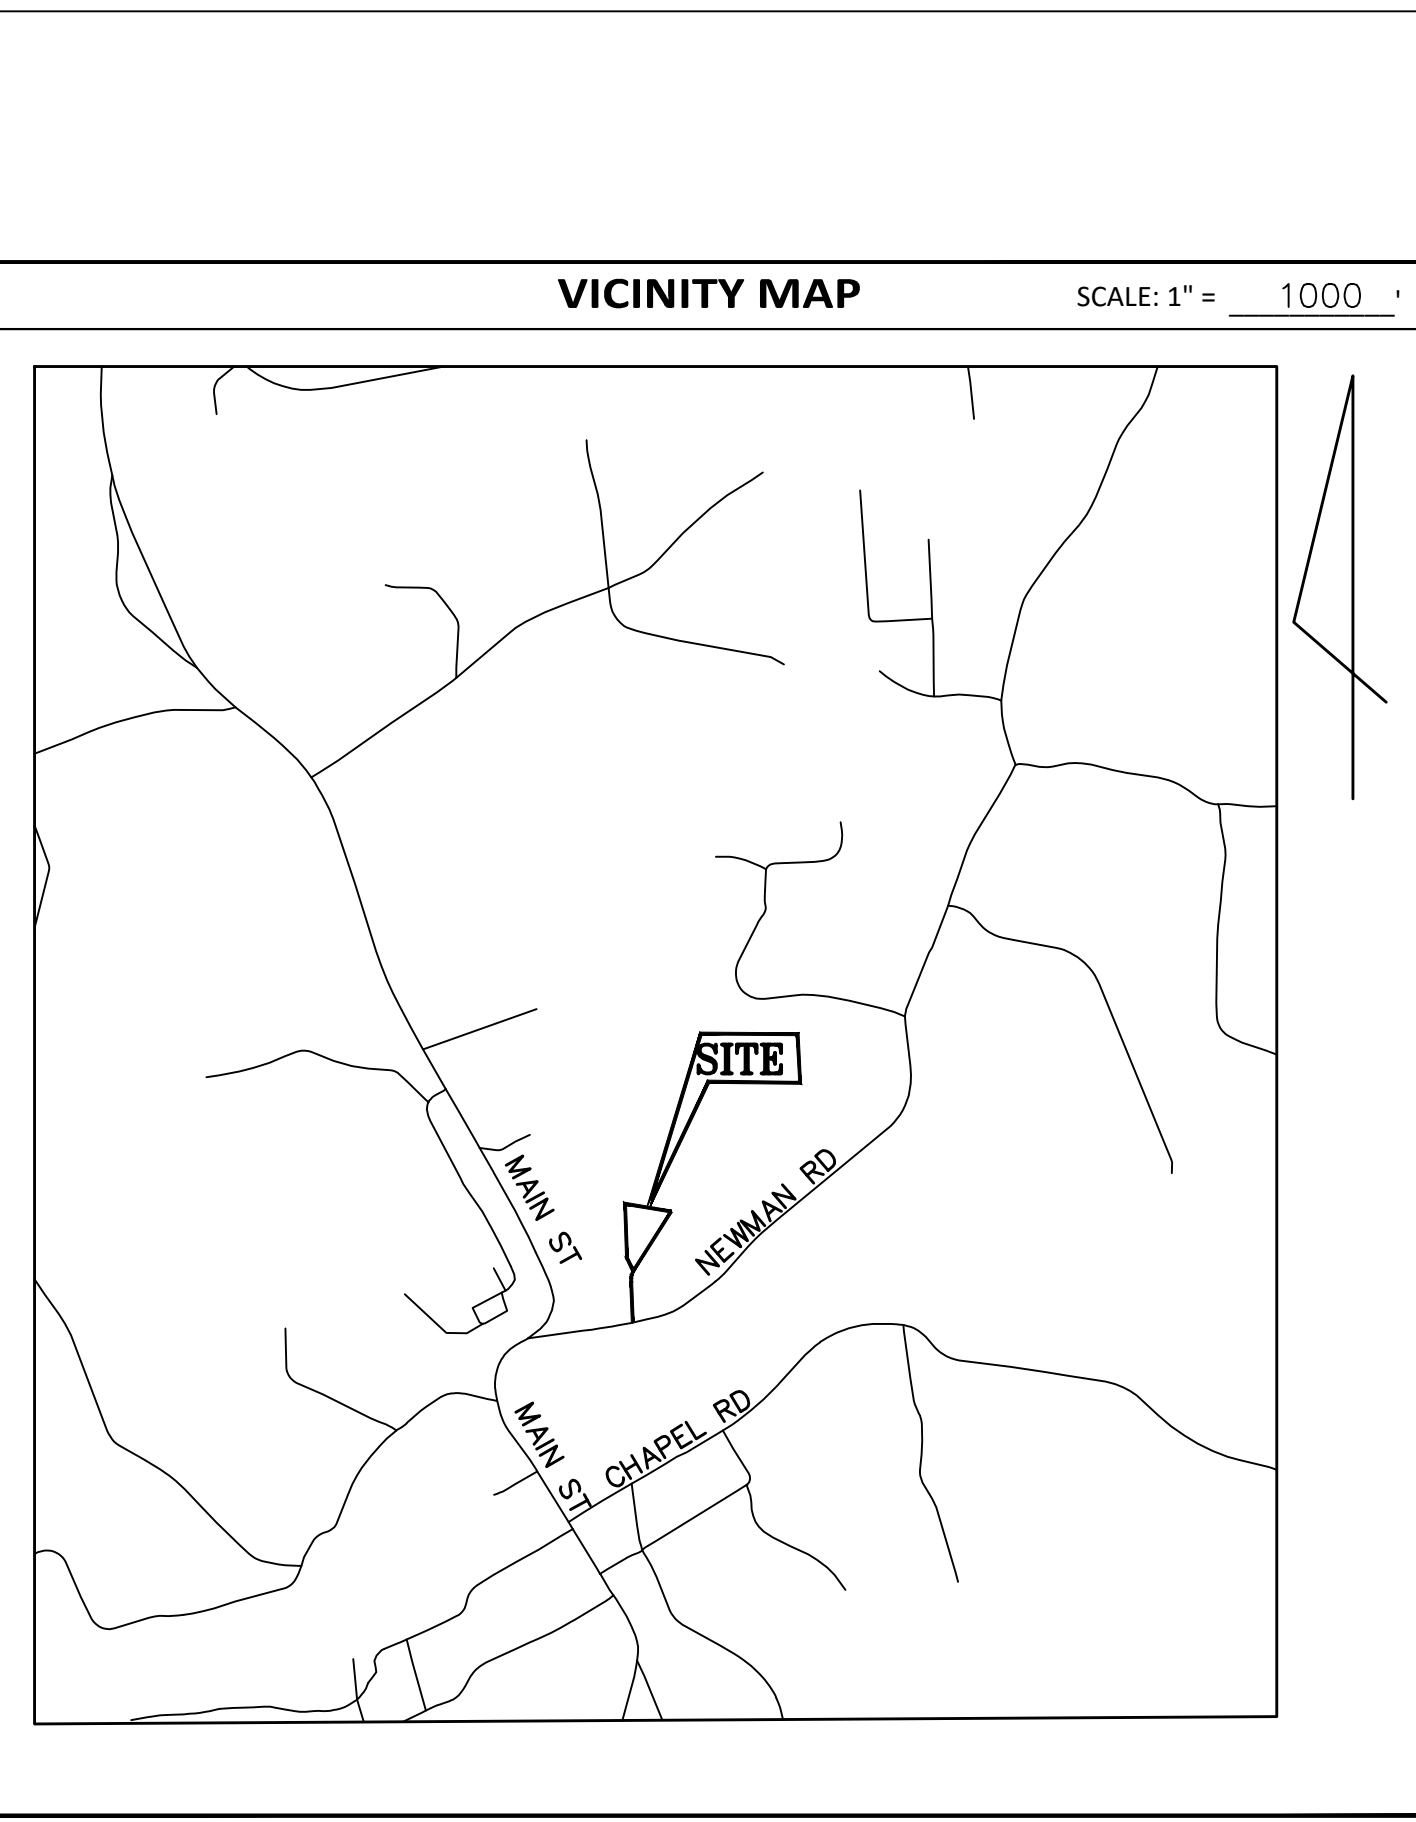 VICINITY MAP
SCALE: 1" = 1000'
SITE
MAIN ST
NEWMAN RD
MAIN ST
CHAPEL RD